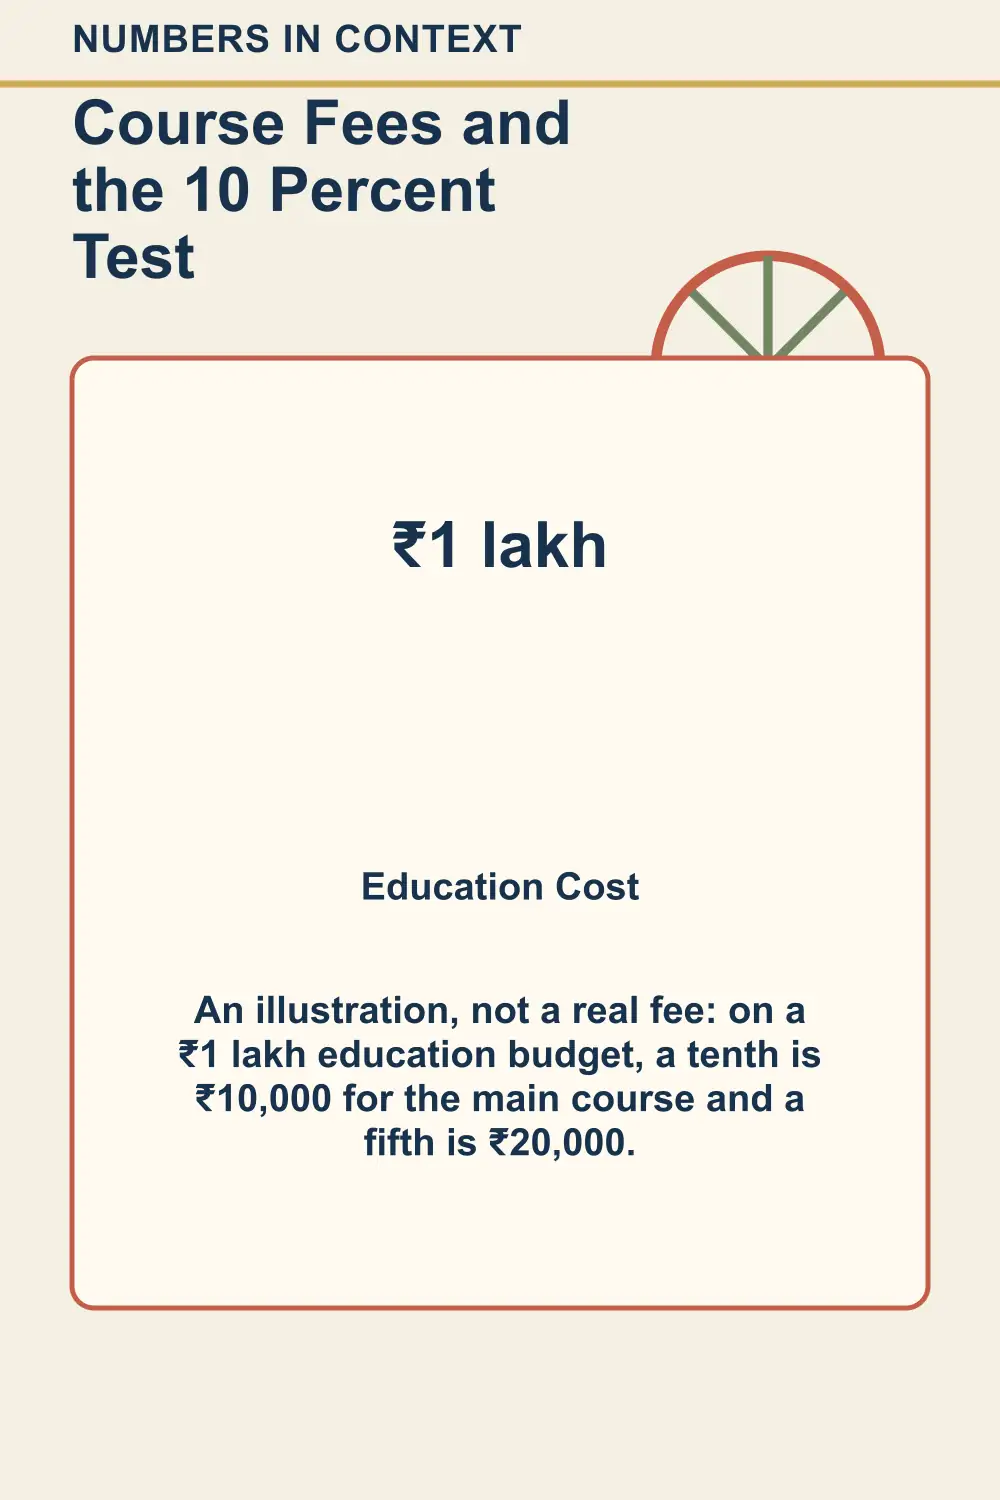 NUMBERS IN CONTEXT
Course Fees and
the 10 Percent
Test
₹1 lakh
Education Cost
An illustration, not a real fee: on a
₹1 lakh education budget, a tenth is
₹10,000 for the main course and a
fifth is ₹20,000.